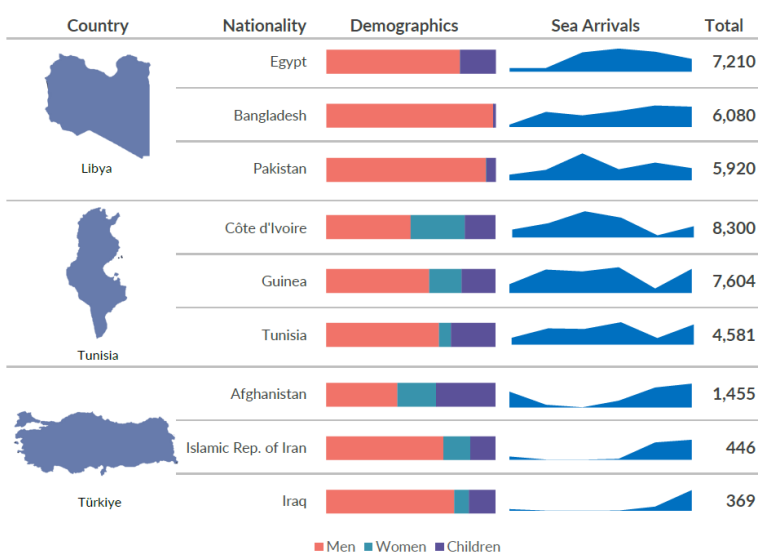 Country Nationality Demographics Sea Arrivals Total
Egypt 7,210
Bangladesh 6,080
Pakistan 5,920
Libya
Côte d'Ivoire 8,300
Guinea 7,604
Tunisia 4,581
Tunisia
Afghanistan 1,455
Islamic Rep. of Iran 446
Iraq 369
Türkiye
Men Women Children